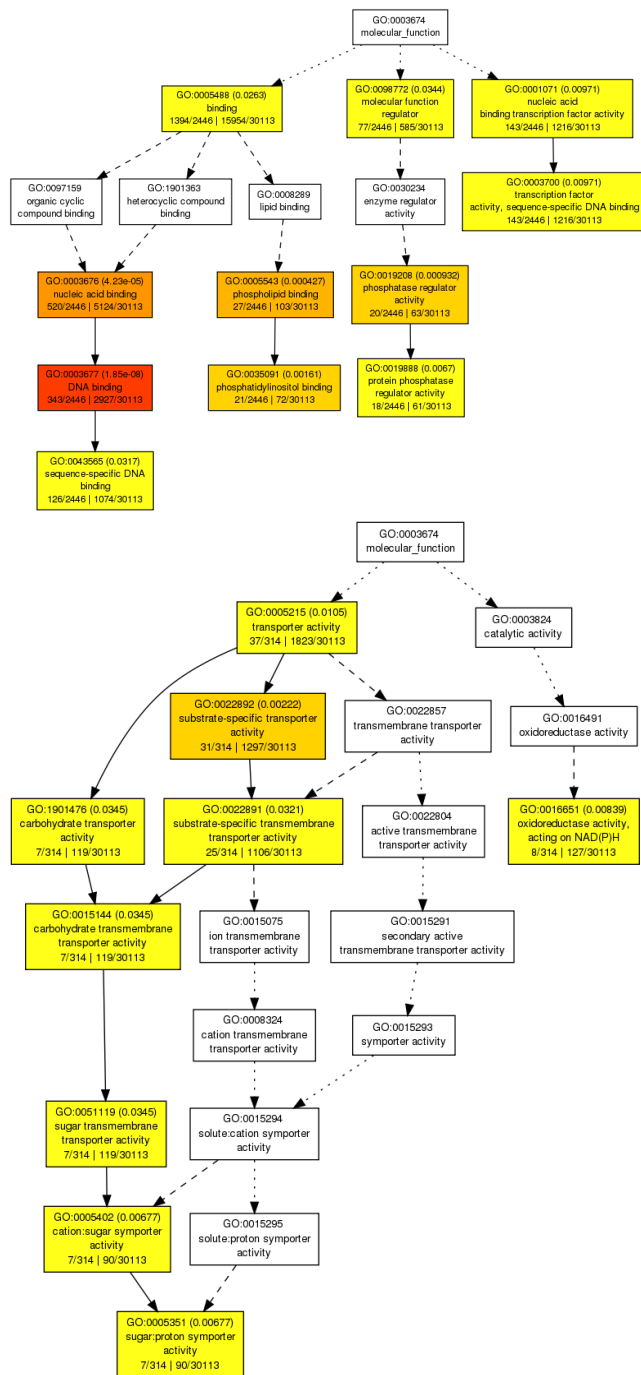 GO:0003674
molecular_function
GO:0005488 (0.0263)
binding
1394/2446 | 15954/30113
GO:0098772 (0.0344)
molecular function
regulator
77/2446 | 585/30113
GO:0001071 (0.00971)
nucleic acid
binding transcription factor activity
143/2446 | 1216/30113
GO:0097159
organic cyclic
compound binding
GO:1901363
heterocyclic compound
binding
GO:0008289
lipid binding
GO:0030234
enzyme regulator
activity
GO:0003700 (0.00971)
transcription factor
activity, sequence-specific DNA binding
143/2446 | 1216/30113
GO:0003676 (4.23e-05)
nucleic acid binding
520/2446 | 5124/30113
GO:0005543 (0.000427)
phospholipid binding
27/2446 | 103/30113
GO:0019208 (0.000932)
phosphatase regulator
activity
20/2446 | 63/30113
GO:0003677 (1.85e-08)
DNA binding
343/2446 | 2927/30113
GO:0035091 (0.00161)
phosphatidylinositol binding
21/2446 | 72/30113
GO:0019888 (0.0067)
protein phosphatase
regulator activity
18/2446 | 61/30113
GO:0043565 (0.0317)
sequence-specific DNA
binding
126/2446 | 1074/30113
GO:0003674
molecular_function
GO:0005215 (0.0105)
transporter activity
37/314 | 1823/30113
GO:0003824
catalytic activity
GO:0022892 (0.00222)
substrate-specific transporter
activity
31/314 | 1297/30113
GO:0022857
transmembrane transporter
activity
GO:0016491
oxidoreductase activity
GO:1901476 (0.0345)
carbohydrate transporter
activity
7/314 | 119/30113
GO:0022891 (0.0321)
substrate-specific transmembrane
transporter activity
25/314 | 1106/30113
GO:0022804
active transmembrane
transporter activity
GO:0016651 (0.00839)
oxidoreductase activity,
acting on NAD(P)H
8/314 | 127/30113
GO:0015144 (0.0345)
carbohydrate transmembrane
transporter activity
7/314 | 119/30113
GO:0015075
ion transmembrane
transporter activity
GO:0015291
secondary active
transmembrane transporter activity
GO:0008324
cation transmembrane
transporter activity
GO:0015293
symporter activity
GO:0051119 (0.0345)
sugar transmembrane
transporter activity
7/314 | 119/30113
GO:0015294
solute:cation symporter
activity
GO:0005402 (0.00677)
cation:sugar symporter
activity
7/314 | 90/30113
GO:0015295
solute:proton symporter
activity
GO:0005351 (0.00677)
sugar:proton symporter
activity
7/314 | 90/30113